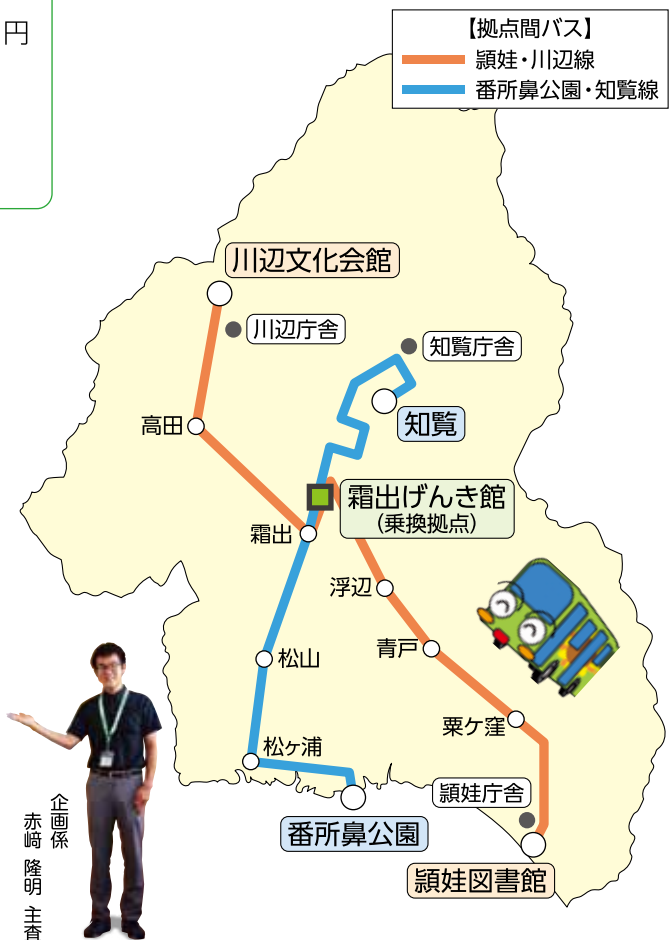 円
【拠点間バス】
頴娃・川辺線
番所鼻公園・知覧線
川辺文化会館
川辺庁舎
知覧庁舎
知覧
高田
霜出げんき館
(乗換拠点)
霜出
浮辺
青戸
松山
栗ケ窪
松ヶ浦
頴娃庁舎
番所鼻公園
頴娃図書館
企画係
赤﨑 隆明 主査